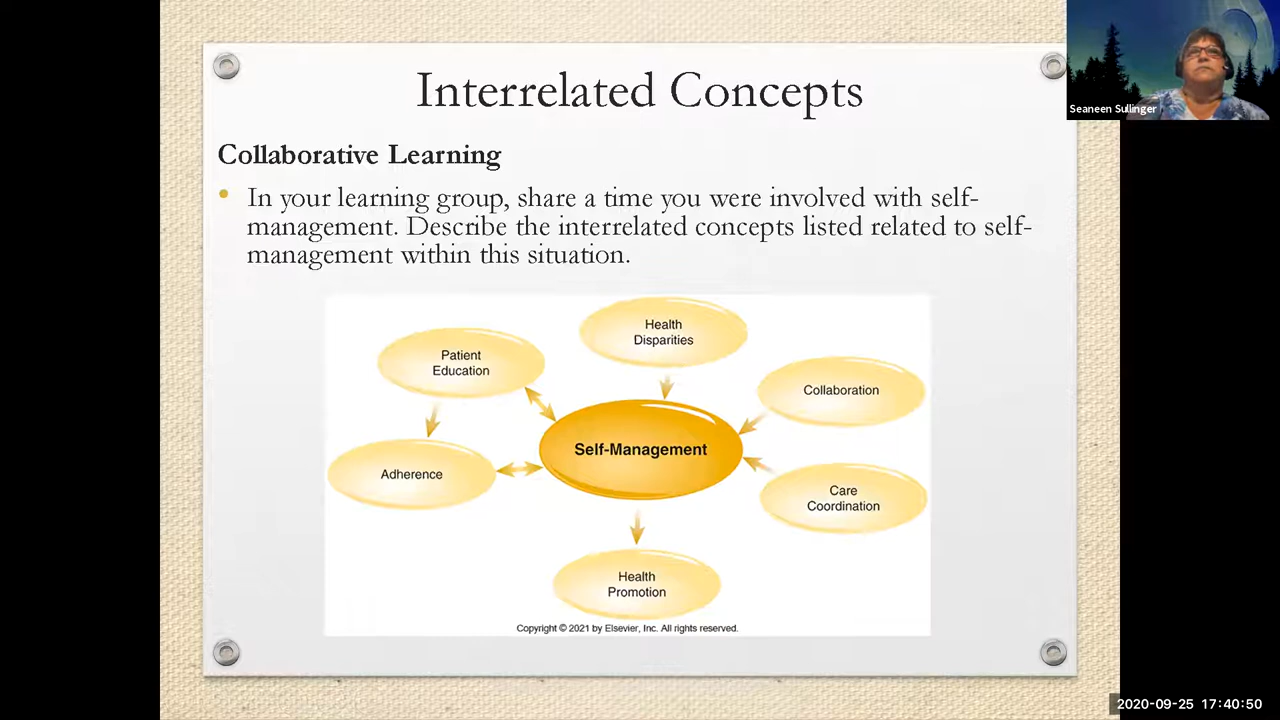 Interrelated Concepts
Seaneen Sullinger
Collaborative Learning
In your learning group, share a time you were involved with self-
management. Describe the interrelated concepts listed related to self-
management within this situation.
Health
Disparities
Patient
Education
Collaboration
Self-Management
Adherence
Care
Coordination
Health
Promotion
Copyright © 2021 by Elsevier, Inc. All rights reserved.
2020-09-25 17:40:50